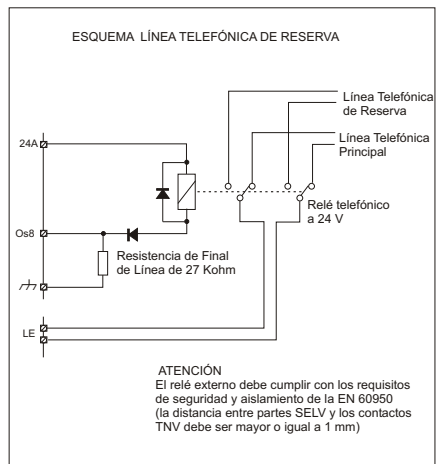 ESQUEMA LÍNEA TELEFÓNICA DE RESERVA
Línea Telefónica
de Reserva
24A
Línea Telefónica
Principal
Relé telefónico
a 24 V
Os8
Resistencia de Final
de Línea de 27 Kohm
LE
ATENCIÓN
El relé externo debe cumplir con los requisitos
de seguridad y aislamiento de la EN 60950
(la distancia entre partes SELV y los contactos
TNV debe ser mayor o igual a 1 mm)